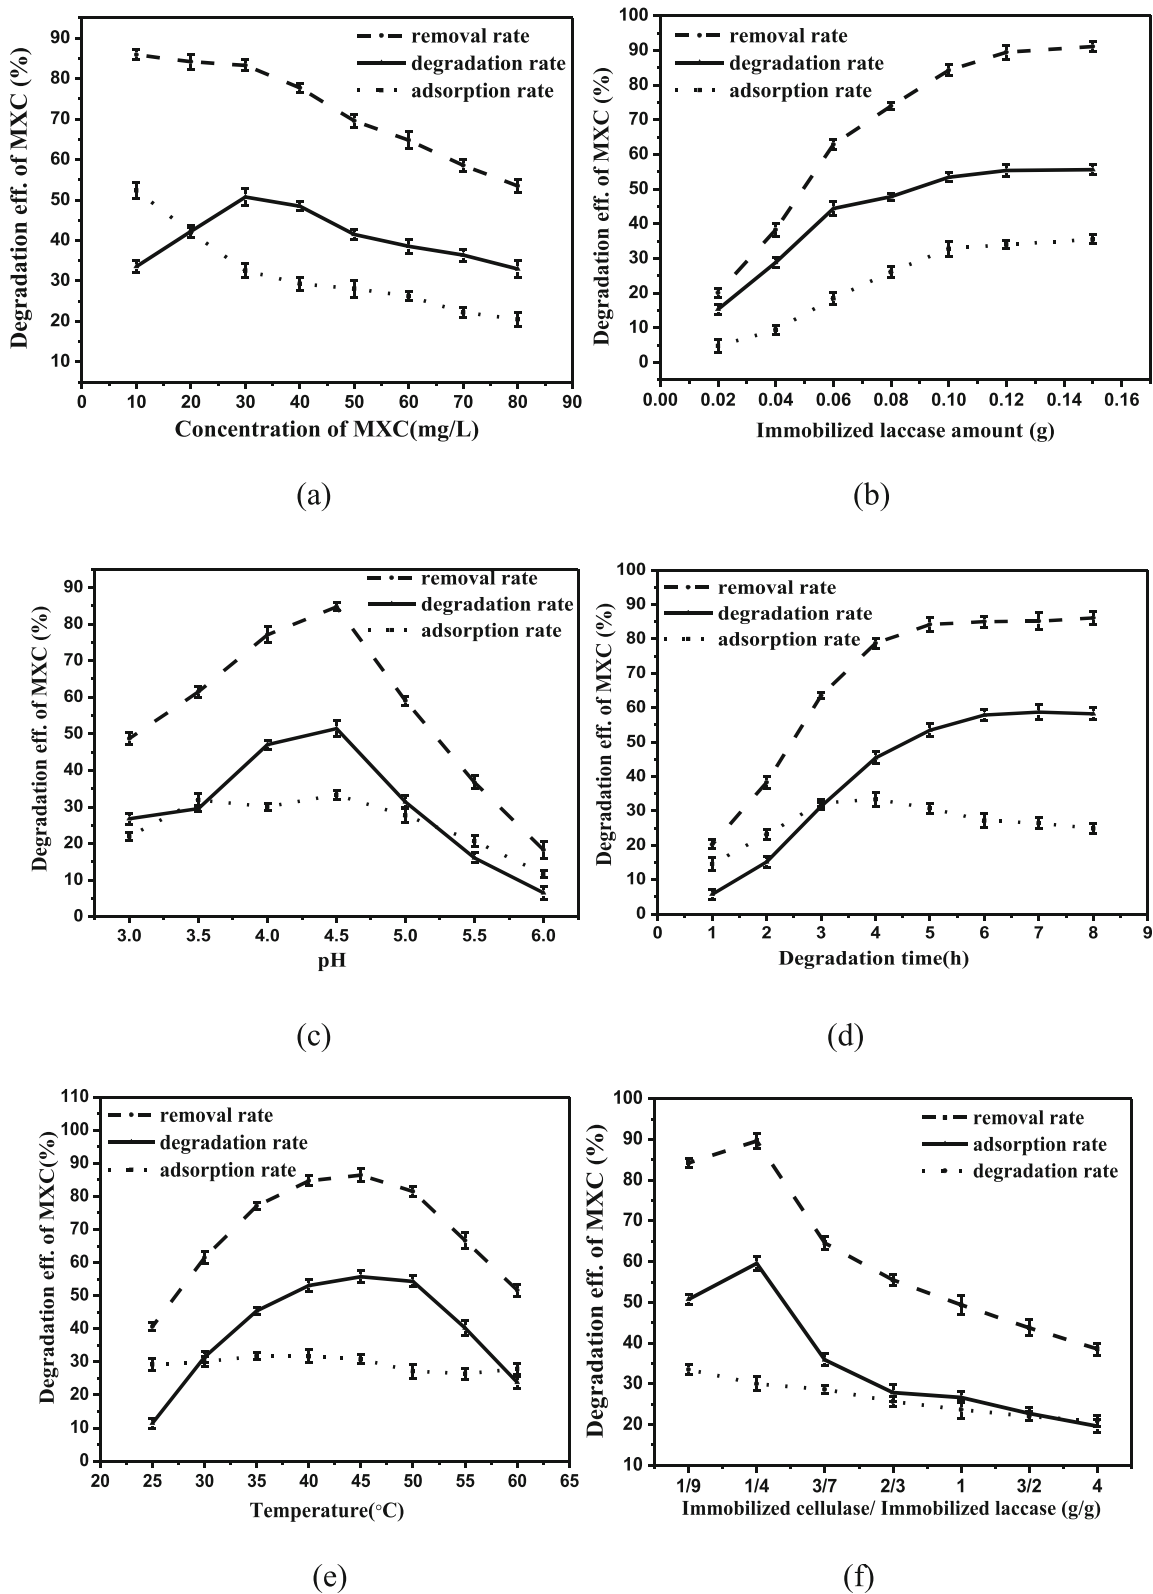 90
80
70
60
50
40
30
20
10
Degradation eff. of MXC (%)
removal rate
degradation rate
adsorption rate
0 10 20 30 40 50 60 70 80 90
Concentration of MXC(mg/L)
(a)
100
90
80
70
60
50
40
30
20
10
0
Degradation eff. of MXC (%)
removal rate
degradation rate
adsorption rate
0.00 0.02 0.04 0.06 0.08 0.10 0.12 0.14 0.16
Immobilized laccase amount (g)
(b)
90
80
70
60
50
40
30
20
10
0
Degradation eff. of MXC (%)
removal rate
degradation rate
adsorption rate
3.0 3.5 4.0 4.5 5.0 5.5 6.0
pH
(c)
100
90
80
70
60
50
40
30
20
10
0
Degradation eff. of MXC (%)
removal rate
degradation rate
adsorption rate
0 1 2 3 4 5 6 7 8 9
Degradation time(h)
(d)
110
100
90
80
70
60
50
40
30
20
10
0
Degradation eff. of MXC(%)
removal rate
degradation rate
adsorption rate
20 25 30 35 40 45 50 55 60 65
Temperature(°C)
(e)
100
90
80
70
60
50
40
30
20
10
Degradation eff. of MXC (%)
removal rate
adsorption rate
degradation rate
1/9 1/4 3/7 2/3 1 3/2 4
Immobilized cellulase/ Immobilized laccase (g/g)
(f)